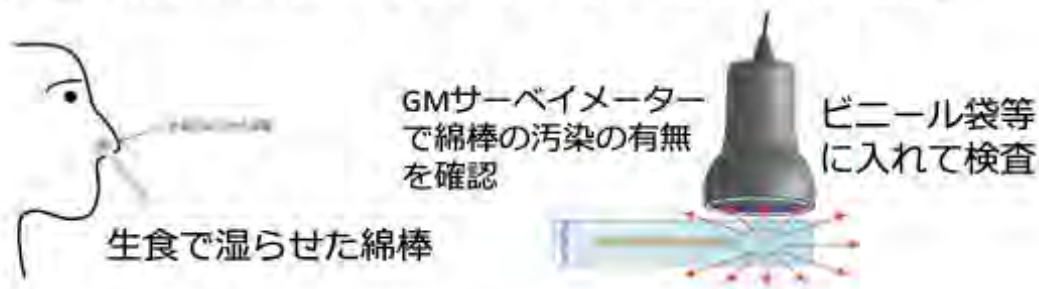 GMサーベイメーター
で綿棒の汚染の有無
を確認
ビニール袋等
に入れて検査
生食で湿らせた綿棒